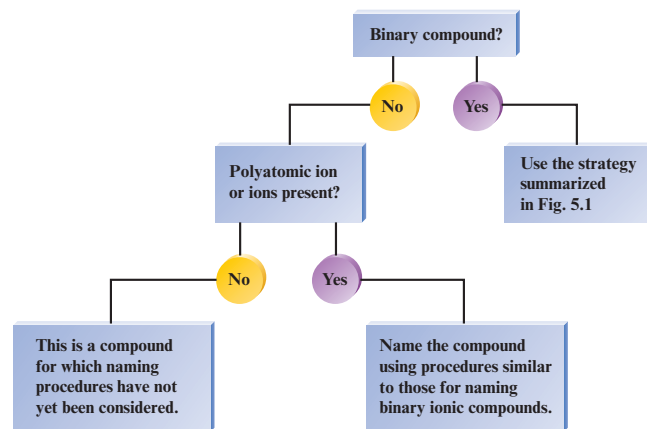 Binary compound?
No
Yes
Polyatomic ion
or ions present?
Use the strategy
summarized
in Fig. 5.1
No
Yes
This is a compound
for which naming
procedures have not
yet been considered.
Name the compound
using procedures similar
to those for naming
binary ionic compounds.